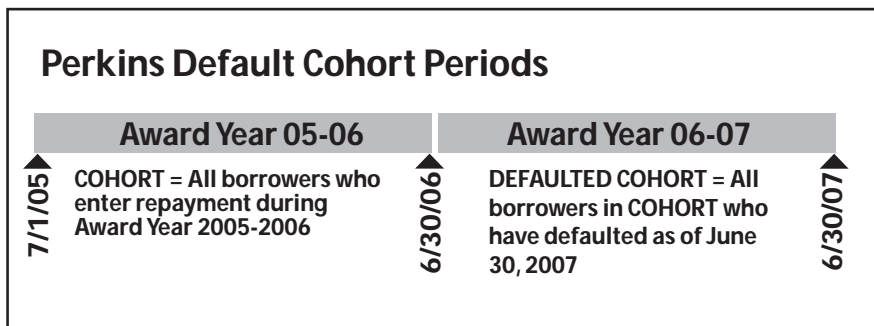 Perkins Default Cohort Periods
Award Year 05-06
Award Year 06-07
7/1/05
COHORT = All borrowers who
enter repayment during
Award Year 2005-2006
6/30/06
DEFAULTED COHORT = All
borrowers in COHORT who
have defaulted as of June
30, 2007
6/30/07